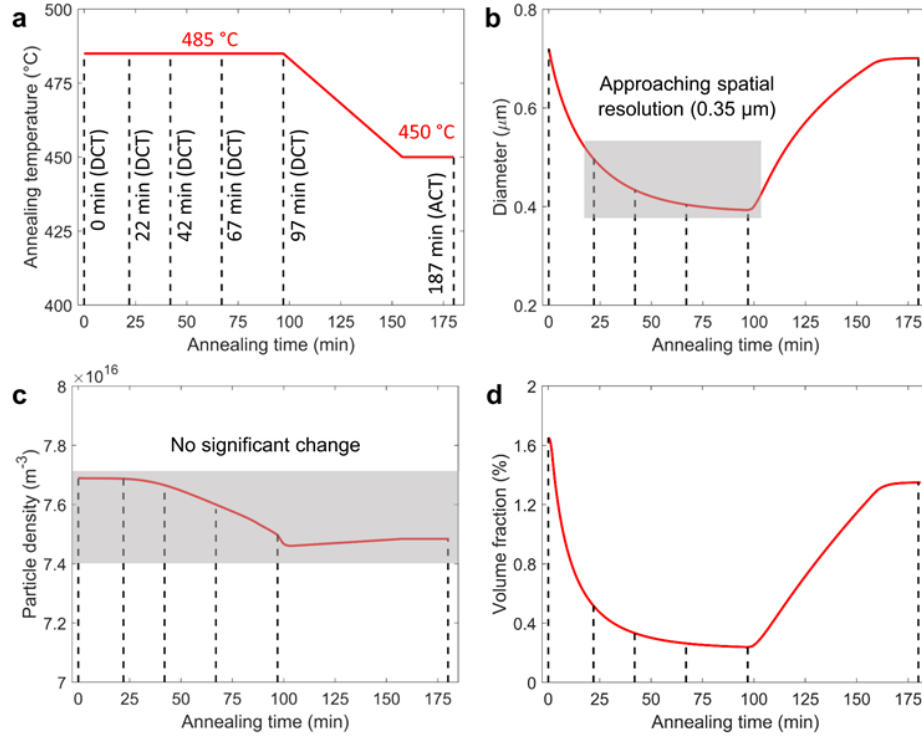 a
500
475
450
425
400
Annealing temperature (°C)
485 °C
450 °C
0 min (DCT)
22 min (DCT)
42 min (DCT)
67 min (DCT)
97 min (DCT)
187 min (ACT)
0 25 50 75 100 125 150 175
Annealing time (min)
b
0.8
0.6
0.4
0.2
Diameter (μm)
Approaching spatial
resolution (0.35 μm)
0 25 50 75 100 125 150 175
Annealing time (min)
c
8 ×10¹⁶
7.8
7.6
7.4
7.2
7
Particle density (m⁻³)
No significant change
0 25 50 75 100 125 150 175
Annealing time (min)
d
2
1.6
1.2
0.8
0.4
0
Volume fraction (%)
0 25 50 75 100 125 150 175
Annealing time (min)